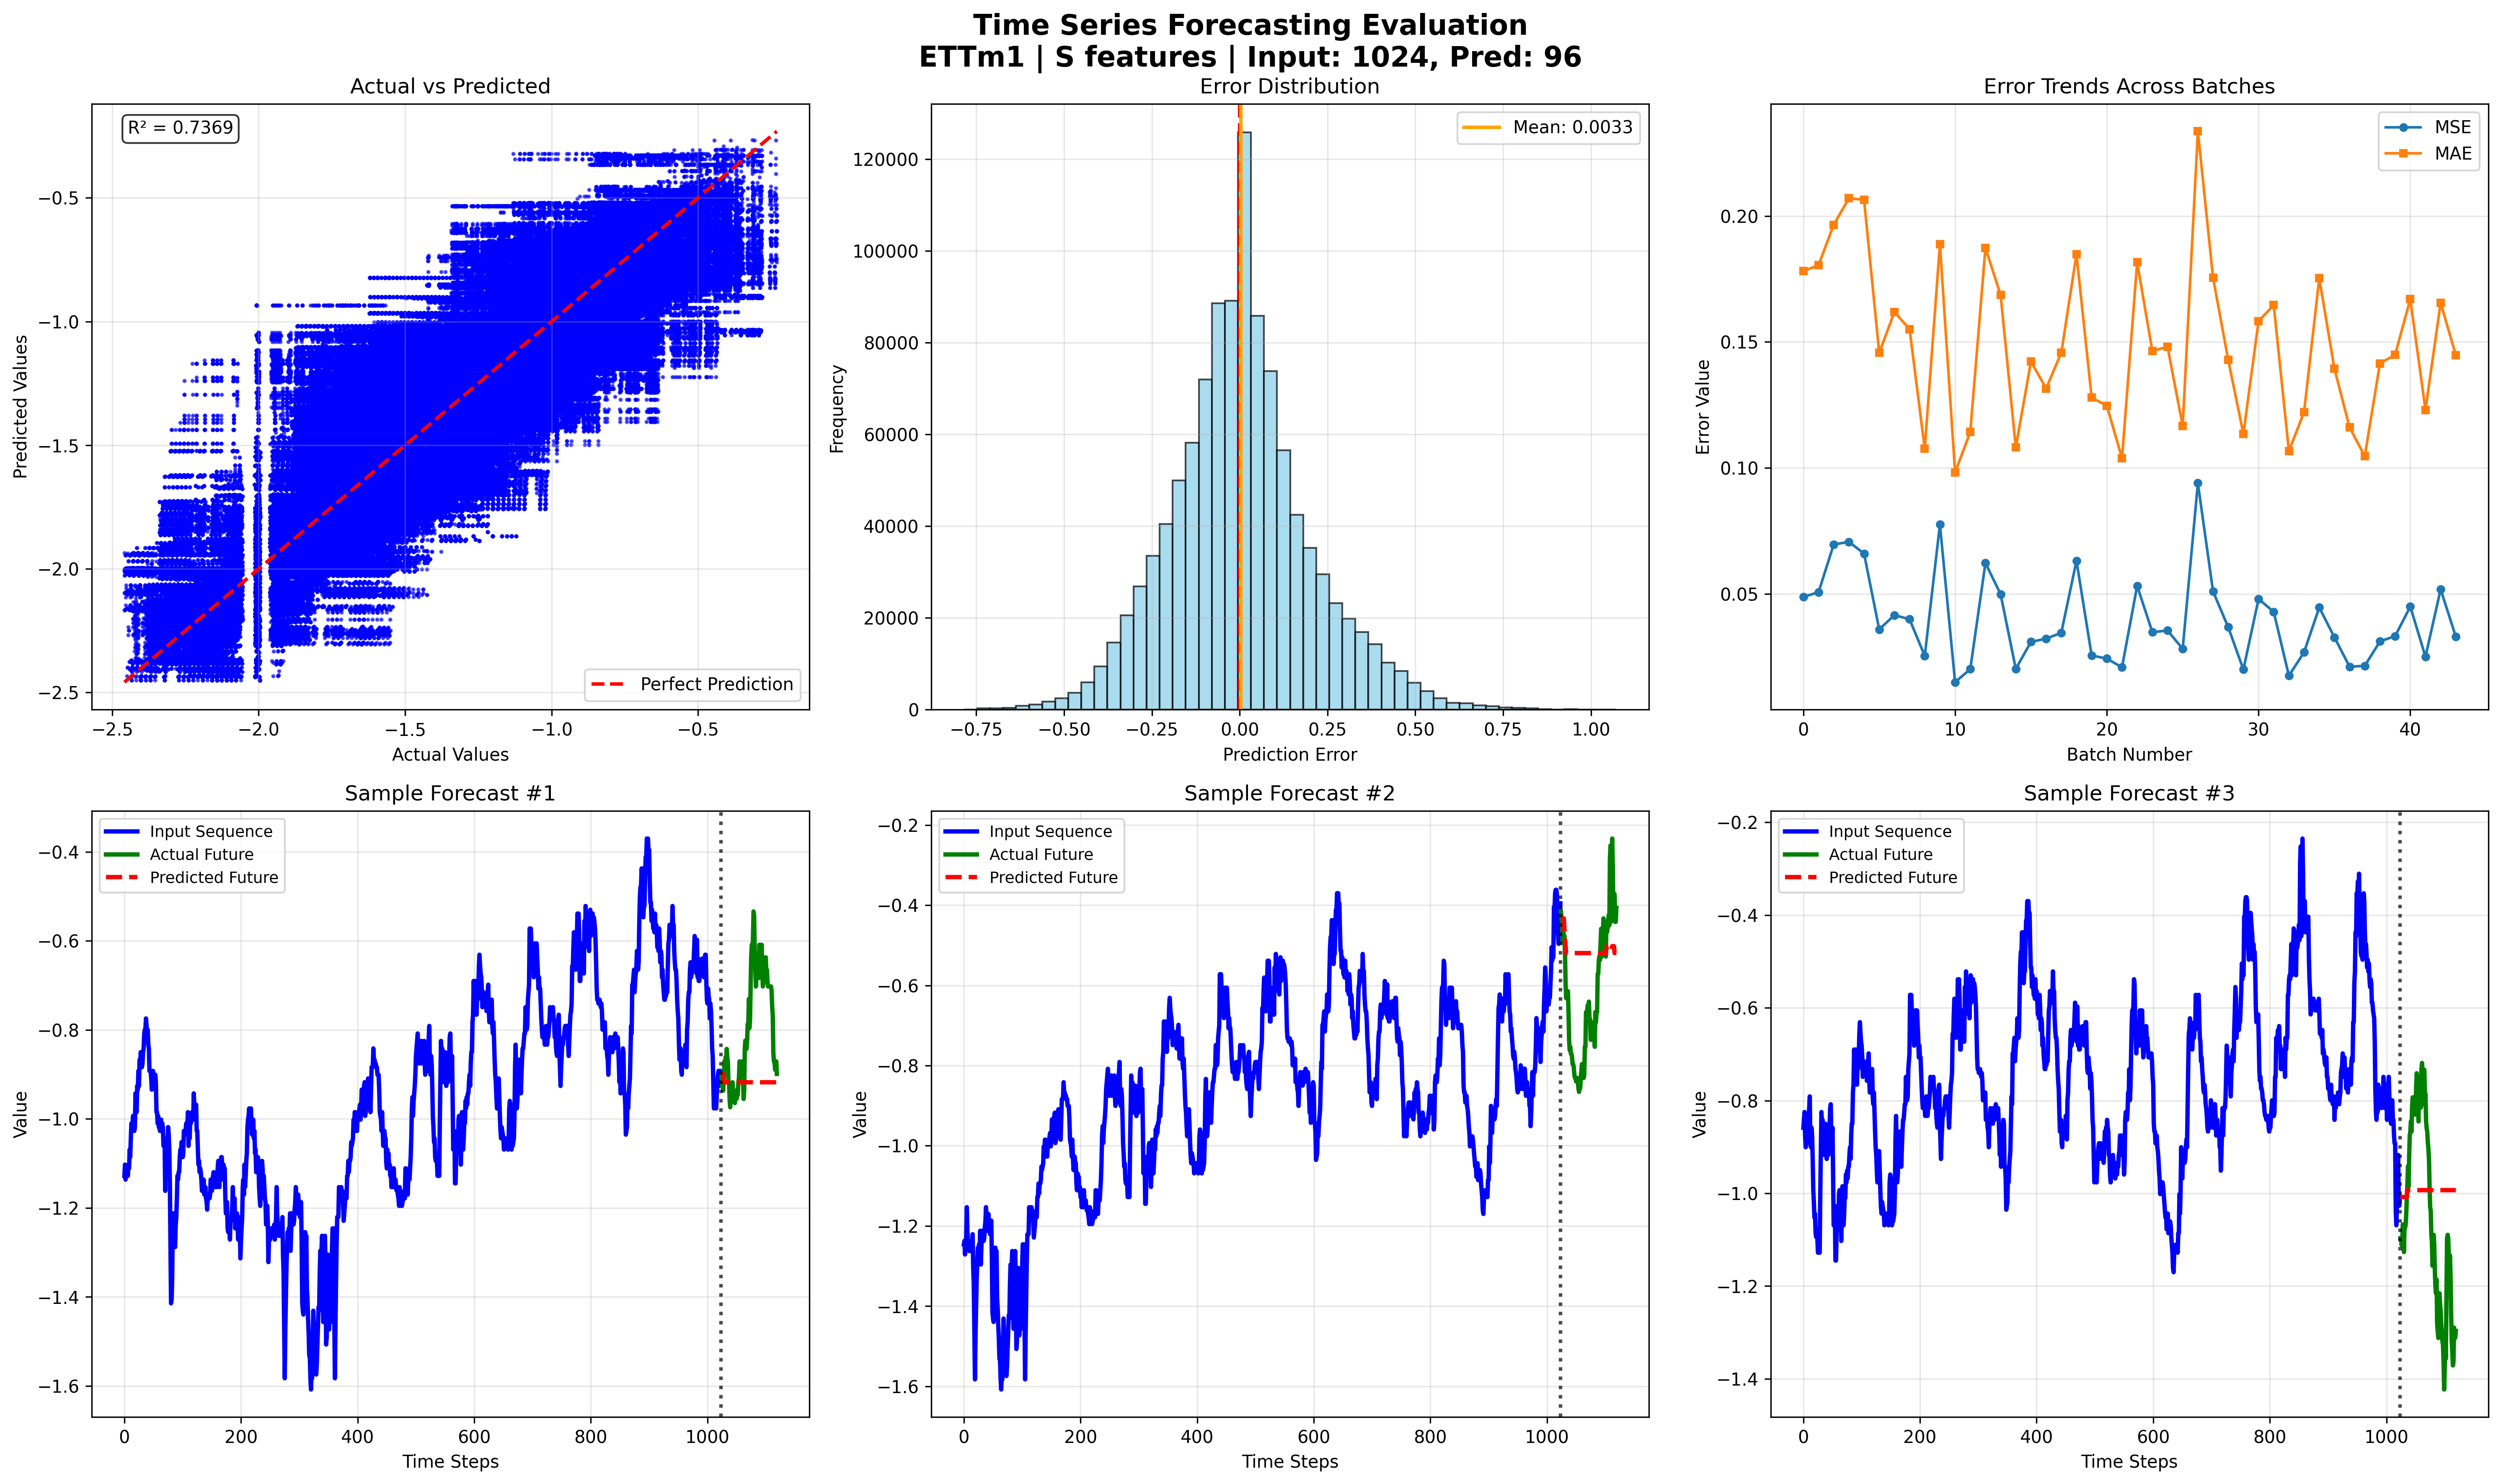 Time Series Forecasting Evaluation
ETTm1 | S features | Input: 1024, Pred: 96
Actual vs Predicted
R² = 0.7369
Perfect Prediction
Predicted Values
−0.5
−1.0
−1.5
−2.0
−2.5
−2.5 −2.0 −1.5 −1.0 −0.5
Actual Values
Error Distribution
Mean: 0.0033
Frequency
120000
100000
80000
60000
40000
20000
0
−0.75 −0.50 −0.25 0.00 0.25 0.50 0.75 1.00
Prediction Error
Error Trends Across Batches
MSE
MAE
Error Value
0.20
0.15
0.10
0.05
0 10 20 30 40
Batch Number
Sample Forecast #1
Input Sequence
Actual Future
Predicted Future
Value
−0.4
−0.6
−0.8
−1.0
−1.2
−1.4
−1.6
0 200 400 600 800 1000
Time Steps
Sample Forecast #2
Input Sequence
Actual Future
Predicted Future
Value
−0.2
−0.4
−0.6
−0.8
−1.0
−1.2
−1.4
−1.6
0 200 400 600 800 1000
Time Steps
Sample Forecast #3
Input Sequence
Actual Future
Predicted Future
Value
−0.2
−0.4
−0.6
−0.8
−1.0
−1.2
−1.4
0 200 400 600 800 1000
Time Steps